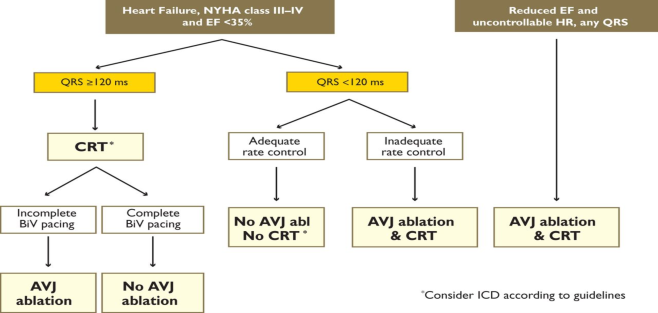 Heart Failure, NYHA class III–IV
and EF <35%
Reduced EF and
uncontrollable HR, any QRS
QRS ≥120 ms
QRS <120 ms
CRT*
Adequate
rate control
Inadequate
rate control
Incomplete
BiV pacing
Complete
BiV pacing
No AVJ abl
No CRT*
AVJ ablation
& CRT
AVJ ablation
& CRT
AVJ
ablation
No AVJ
ablation
*Consider ICD according to guidelines